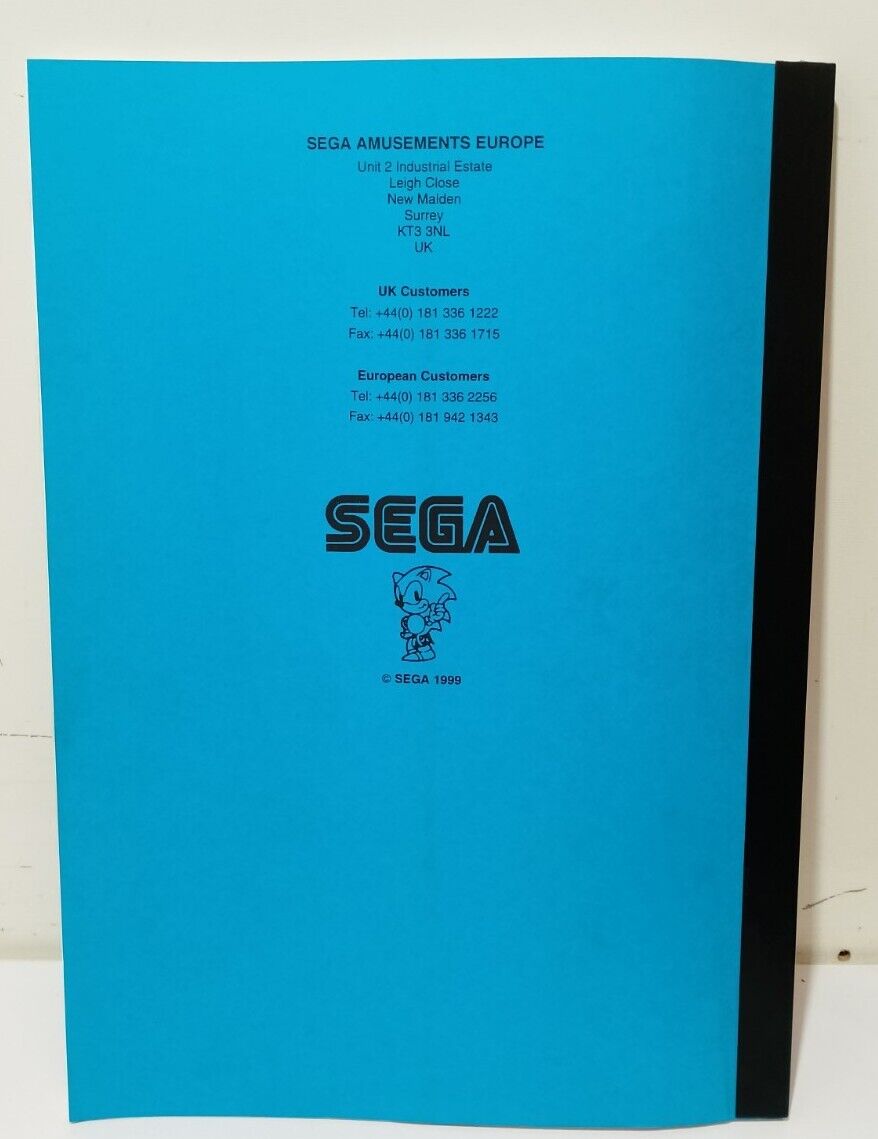 SEGA AMUSEMENTS EUROPE
Unit 2 Industrial Estate
Leigh Close
New Malden
Surrey
KT3 3NL
UK
UK Customers
Tel: +44(0) 181 336 1222
Fax: +44(0) 181 336 1715
European Customers
Tel: +44(0) 181 336 2256
Fax: +44(0) 181 942 1343
SEGA
© SEGA 1999